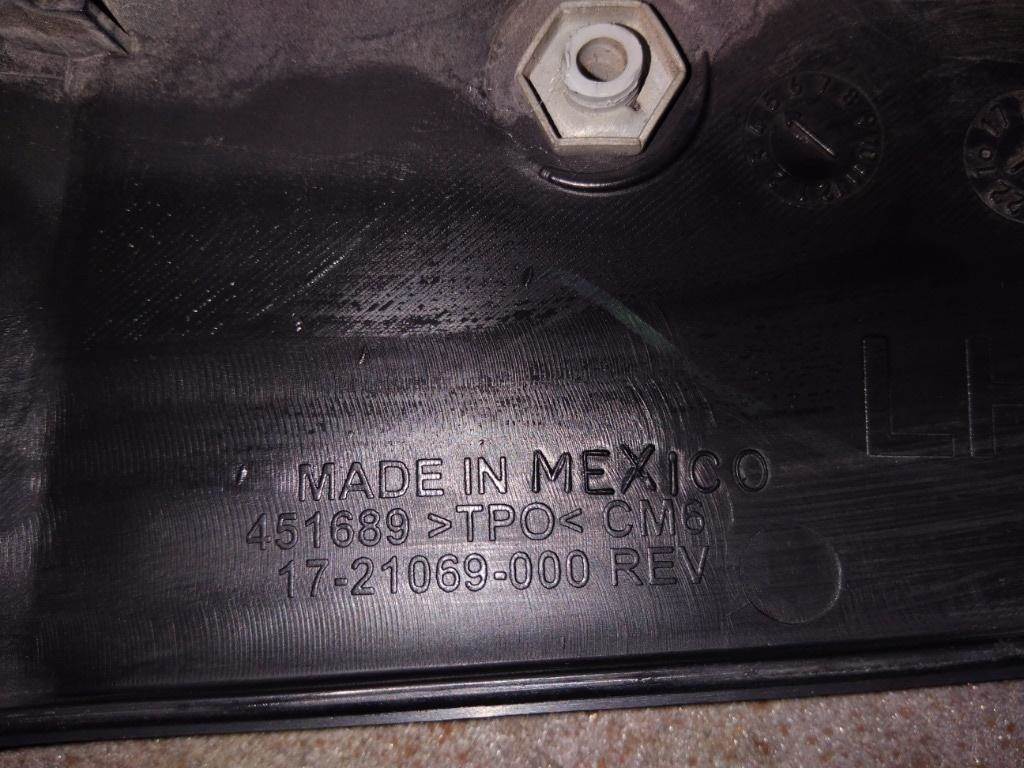 MADE IN MEXICO
451689 >TPO< CM6
17-21069-000 REV